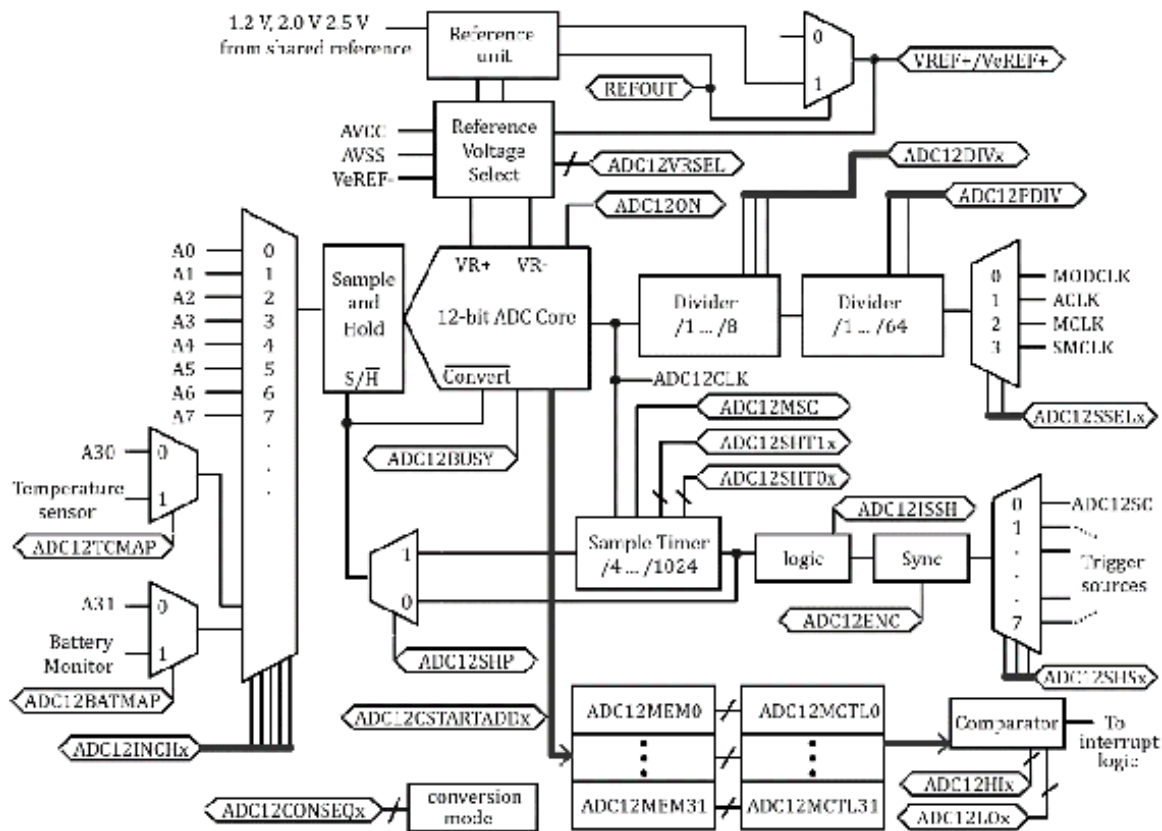 1.2 V, 2.0 V 2.5 V
from shared reference
Reference
unit
0
1
VREF+/VeREF+
REFOUT
AVCC
AVSS
VeREF-
Reference
Voltage
Select
ADC12VRSEL
ADC12DIVx
ADC12PDIV
ADC12ON
A0
A1
A2
A3
A4
A5
A6
A7
0
1
2
3
4
5
6
7
.
.
.
.
Sample
and
Hold
S/H
VR+ VR-
12-bit ADC Core
Convert
Divider
/1 ... /8
Divider
/1 ... /64
0
1
2
3
MODCLK
ACLK
MCLK
SMCLK
ADC12SSELx
ADC12CLK
ADC12MSC
ADC12SHT1x
ADC12SHT0x
ADC12BUSY
A30
Temperature
sensor
0
1
ADC12TCMAP
A31
Battery
Monitor
0
1
ADC12BATMAP
ADC12INCHx
1
0
ADC12SHP
Sample Timer
/4 ... /1024
ADC12ISSH
logic
Sync
ADC12ENC
0
1
.
.
.
7
ADC12SC
Trigger
sources
ADC12SHSx
ADC12CSTARTADDx
ADC12MEM0
ADC12MCTL0
ADC12MEM31
ADC12MCTL31
Comparator
To
interrupt
logic
ADC12HIx
ADC12LOx
ADC12CONSEQx
conversion
mode